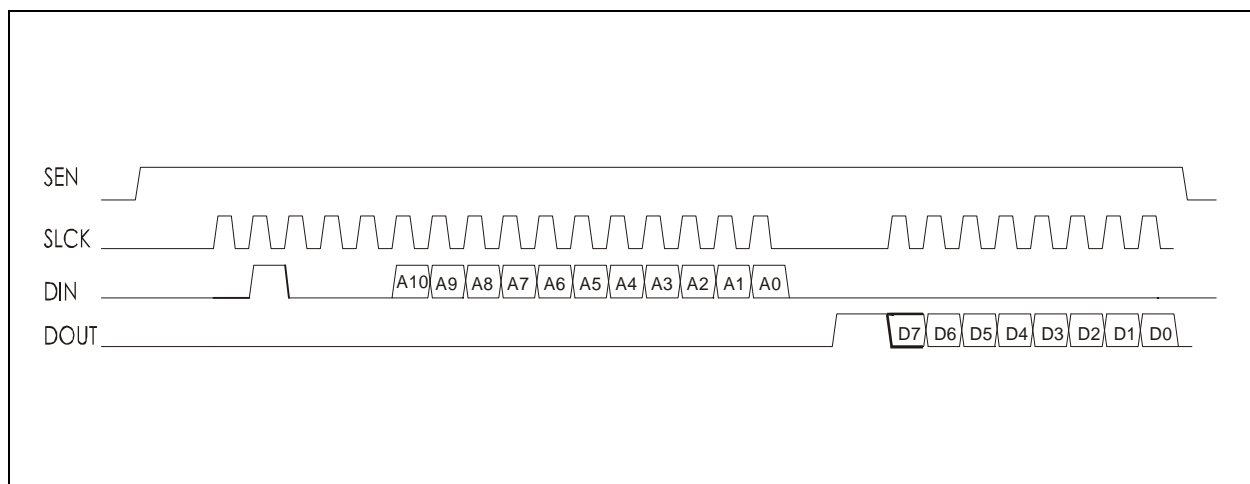 SEN
SLCK
DIN A10 A9 A8 A7 A6 A5 A4 A3 A2 A1 A0
DOUT D7 D6 D5 D4 D3 D2 D1 D0